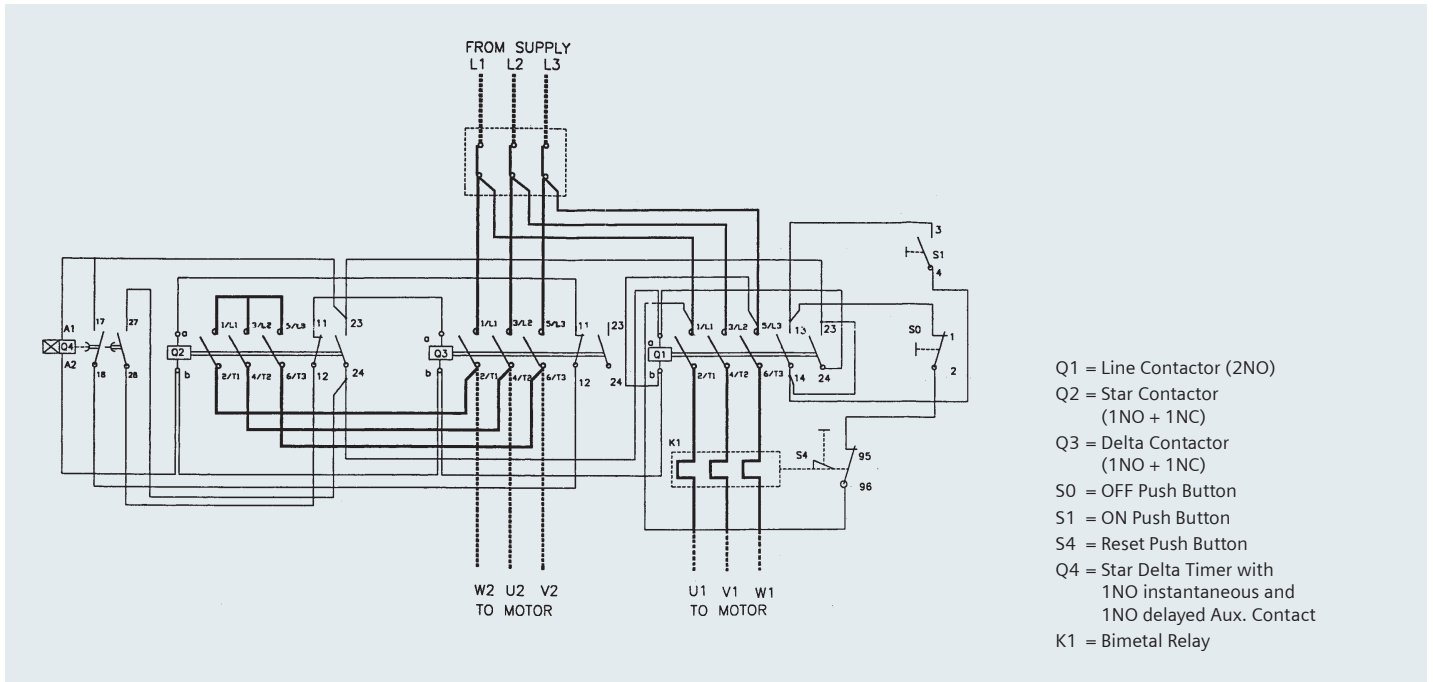 FROM SUPPLY
L1 L2 L3
3
S1
4
A1
17
27
Q4
A2
18
28
a
Q2
b
1/L1 3/L2 5/L3 11 23
2/T1 4/T2 6/T3 12 24
a
Q3
b
1/L1 3/L2 5/L3 11 23
2/T1 4/T2 6/T3 12 24
a
Q1
b
1/L1 3/L2 5/L3 13 23
2/T1 4/T2 6/T3 14 24
S0
1
2
K1
S4
95
96
W2 U2 V2
TO MOTOR
U1 V1 W1
TO MOTOR
Q1 = Line Contactor (2NO)
Q2 = Star Contactor
(1NO + 1NC)
Q3 = Delta Contactor
(1NO + 1NC)
S0 = OFF Push Button
S1 = ON Push Button
S4 = Reset Push Button
Q4 = Star Delta Timer with
1NO instantaneous and
1NO delayed Aux. Contact
K1 = Bimetal Relay